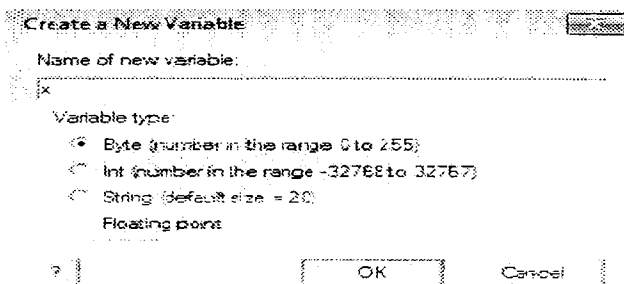 Create a New Variable
Name of new variable:
x
Variable type:
Byte (number in the range 0 to 255)
Int (number in the range -32768 to 32767)
String (default size = 20)
Floating point
?
OK
Cancel